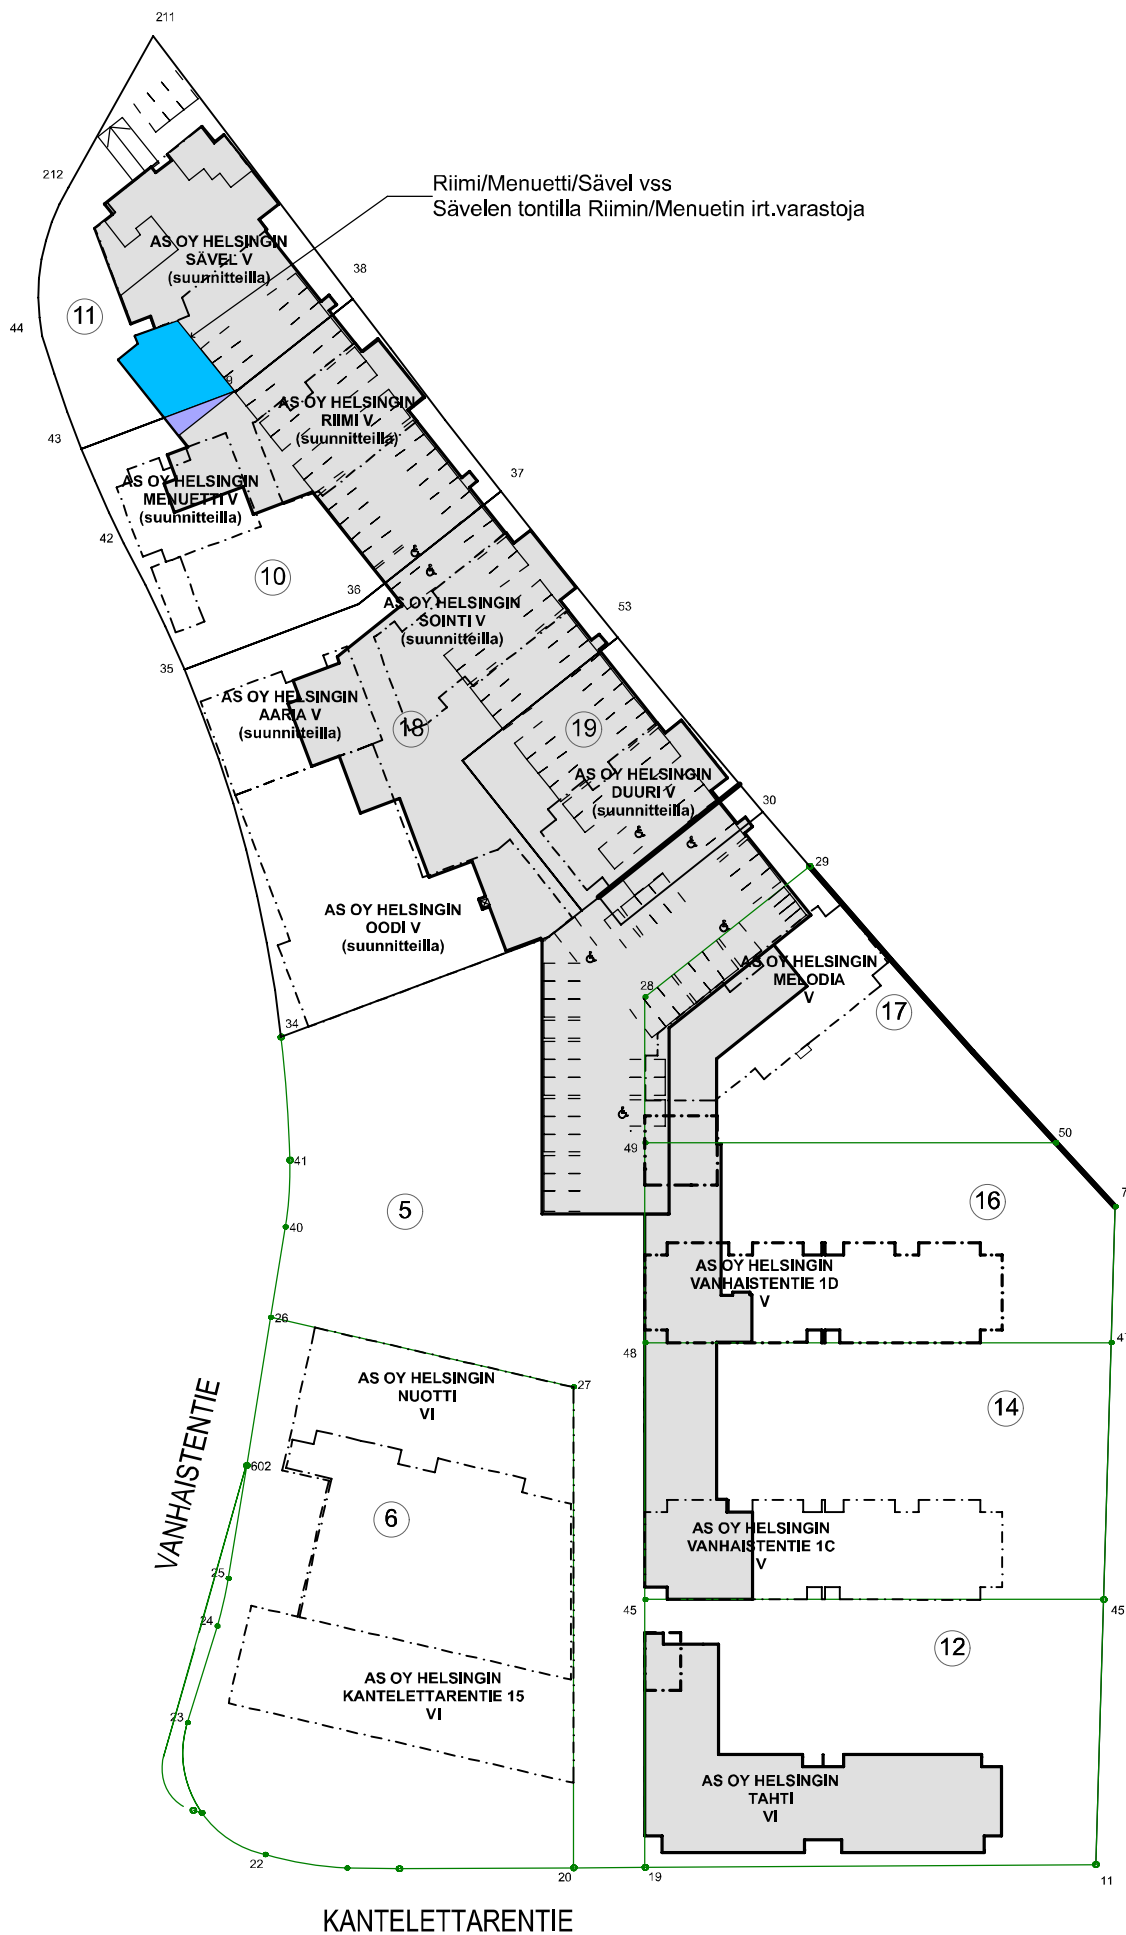 211
212
Riimi/Menuetti/Sävel vss
Sävelen tontilla Riimin/Menuetin irt.varastoja
AS OY HELSINGIN
SÄVEL V
(suunnitteilla)
38
11
44
9
AS OY HELSINGIN
RIIMI V
(suunnitteilla)
43
37
AS OY HELSINGIN
MENUETTI V
(suunnitteilla)
42
10
36
AS OY HELSINGIN
SOINTI V
(suunnitteilla)
53
35
AS OY HELSINGIN
AARIA V
(suunnitteilla)
18
19
AS OY HELSINGIN
DUURI V
(suunnitteilla)
30
29
AS OY HELSINGIN
OODI V
(suunnitteilla)
AS OY HELSINGIN
MELODIA
V
28
17
34
49
50
41
7
5
16
40
AS OY HELSINGIN
VANHAISTENTIE 1D
V
26
48
47
27
AS OY HELSINGIN
NUOTTI
VI
14
VANHAISTENTIE
602
6
AS OY HELSINGIN
VANHAISTENTIE 1C
V
25
45
45
24
12
AS OY HELSINGIN
KANTELETTARENTIE 15
VI
23
AS OY HELSINGIN
TAHTI
VI
22
20
19
11
KANTELETTARENTIE